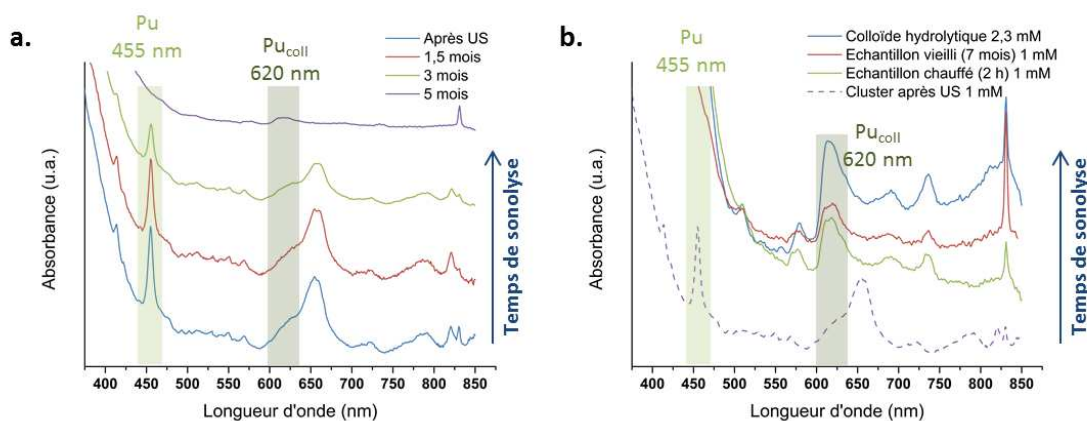 a.
Pu
455 nm
Pucoll
620 nm
Après US
1,5 mois
3 mois
5 mois
Absorbance (u.a.)
400 450 500 550 600 650 700 750 800 850
Longueur d'onde (nm)
Temps de sonolyse
b.
Pu
455 nm
Colloïde hydrolytique 2,3 mM
Echantillon vieilli (7 mois) 1 mM
Echantillon chauffé (2 h) 1 mM
Cluster après US 1 mM
Pucoll
620 nm
Absorbance (u.a.)
400 450 500 550 600 650 700 750 800 850
Longueur d'onde (nm)
Temps de sonolyse